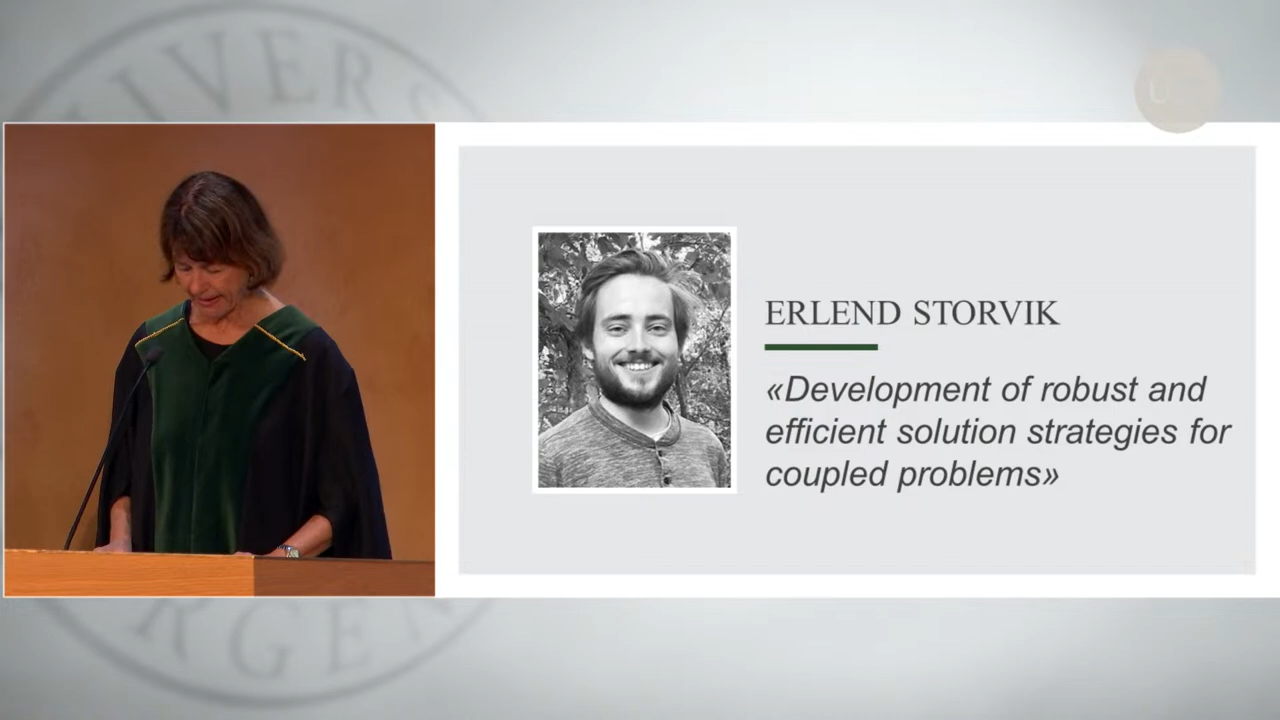 ERLEND STORVIK
«Development of robust and
efficient solution strategies for
coupled problems»